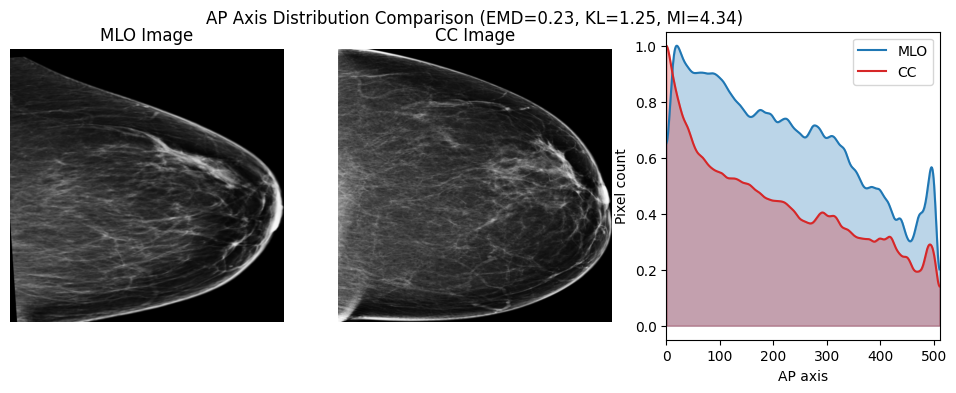 AP Axis Distribution Comparison (EMD=0.23, KL=1.25, MI=4.34)
MLO Image
CC Image
MLO
CC
Pixel count
1.0
0.8
0.6
0.4
0.2
0.0
0
100
200
300
400
500
AP axis